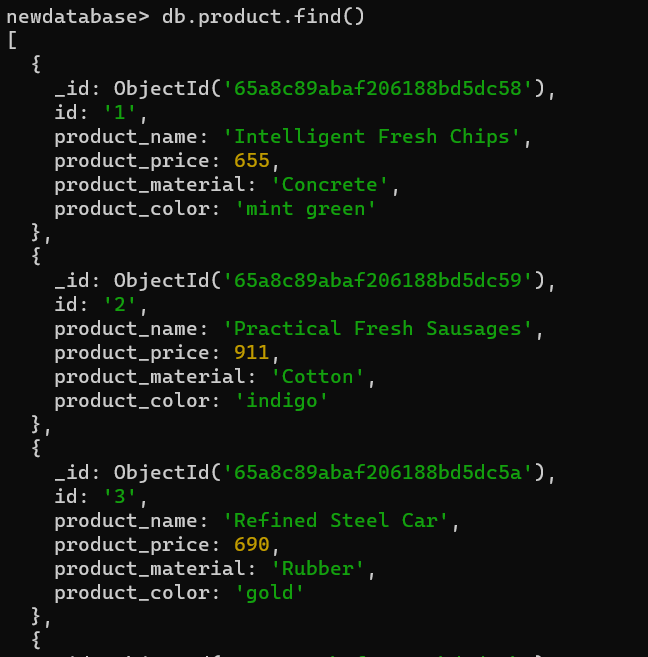 newdatabase> db.product.find()
[
  {
    _id: ObjectId('65a8c89abaf206188bd5dc58'),
    id: '1',
    product_name: 'Intelligent Fresh Chips',
    product_price: 655,
    product_material: 'Concrete',
    product_color: 'mint green'
  },
  {
    _id: ObjectId('65a8c89abaf206188bd5dc59'),
    id: '2',
    product_name: 'Practical Fresh Sausages',
    product_price: 911,
    product_material: 'Cotton',
    product_color: 'indigo'
  },
  {
    _id: ObjectId('65a8c89abaf206188bd5dc5a'),
    id: '3',
    product_name: 'Refined Steel Car',
    product_price: 690,
    product_material: 'Rubber',
    product_color: 'gold'
  },
  {